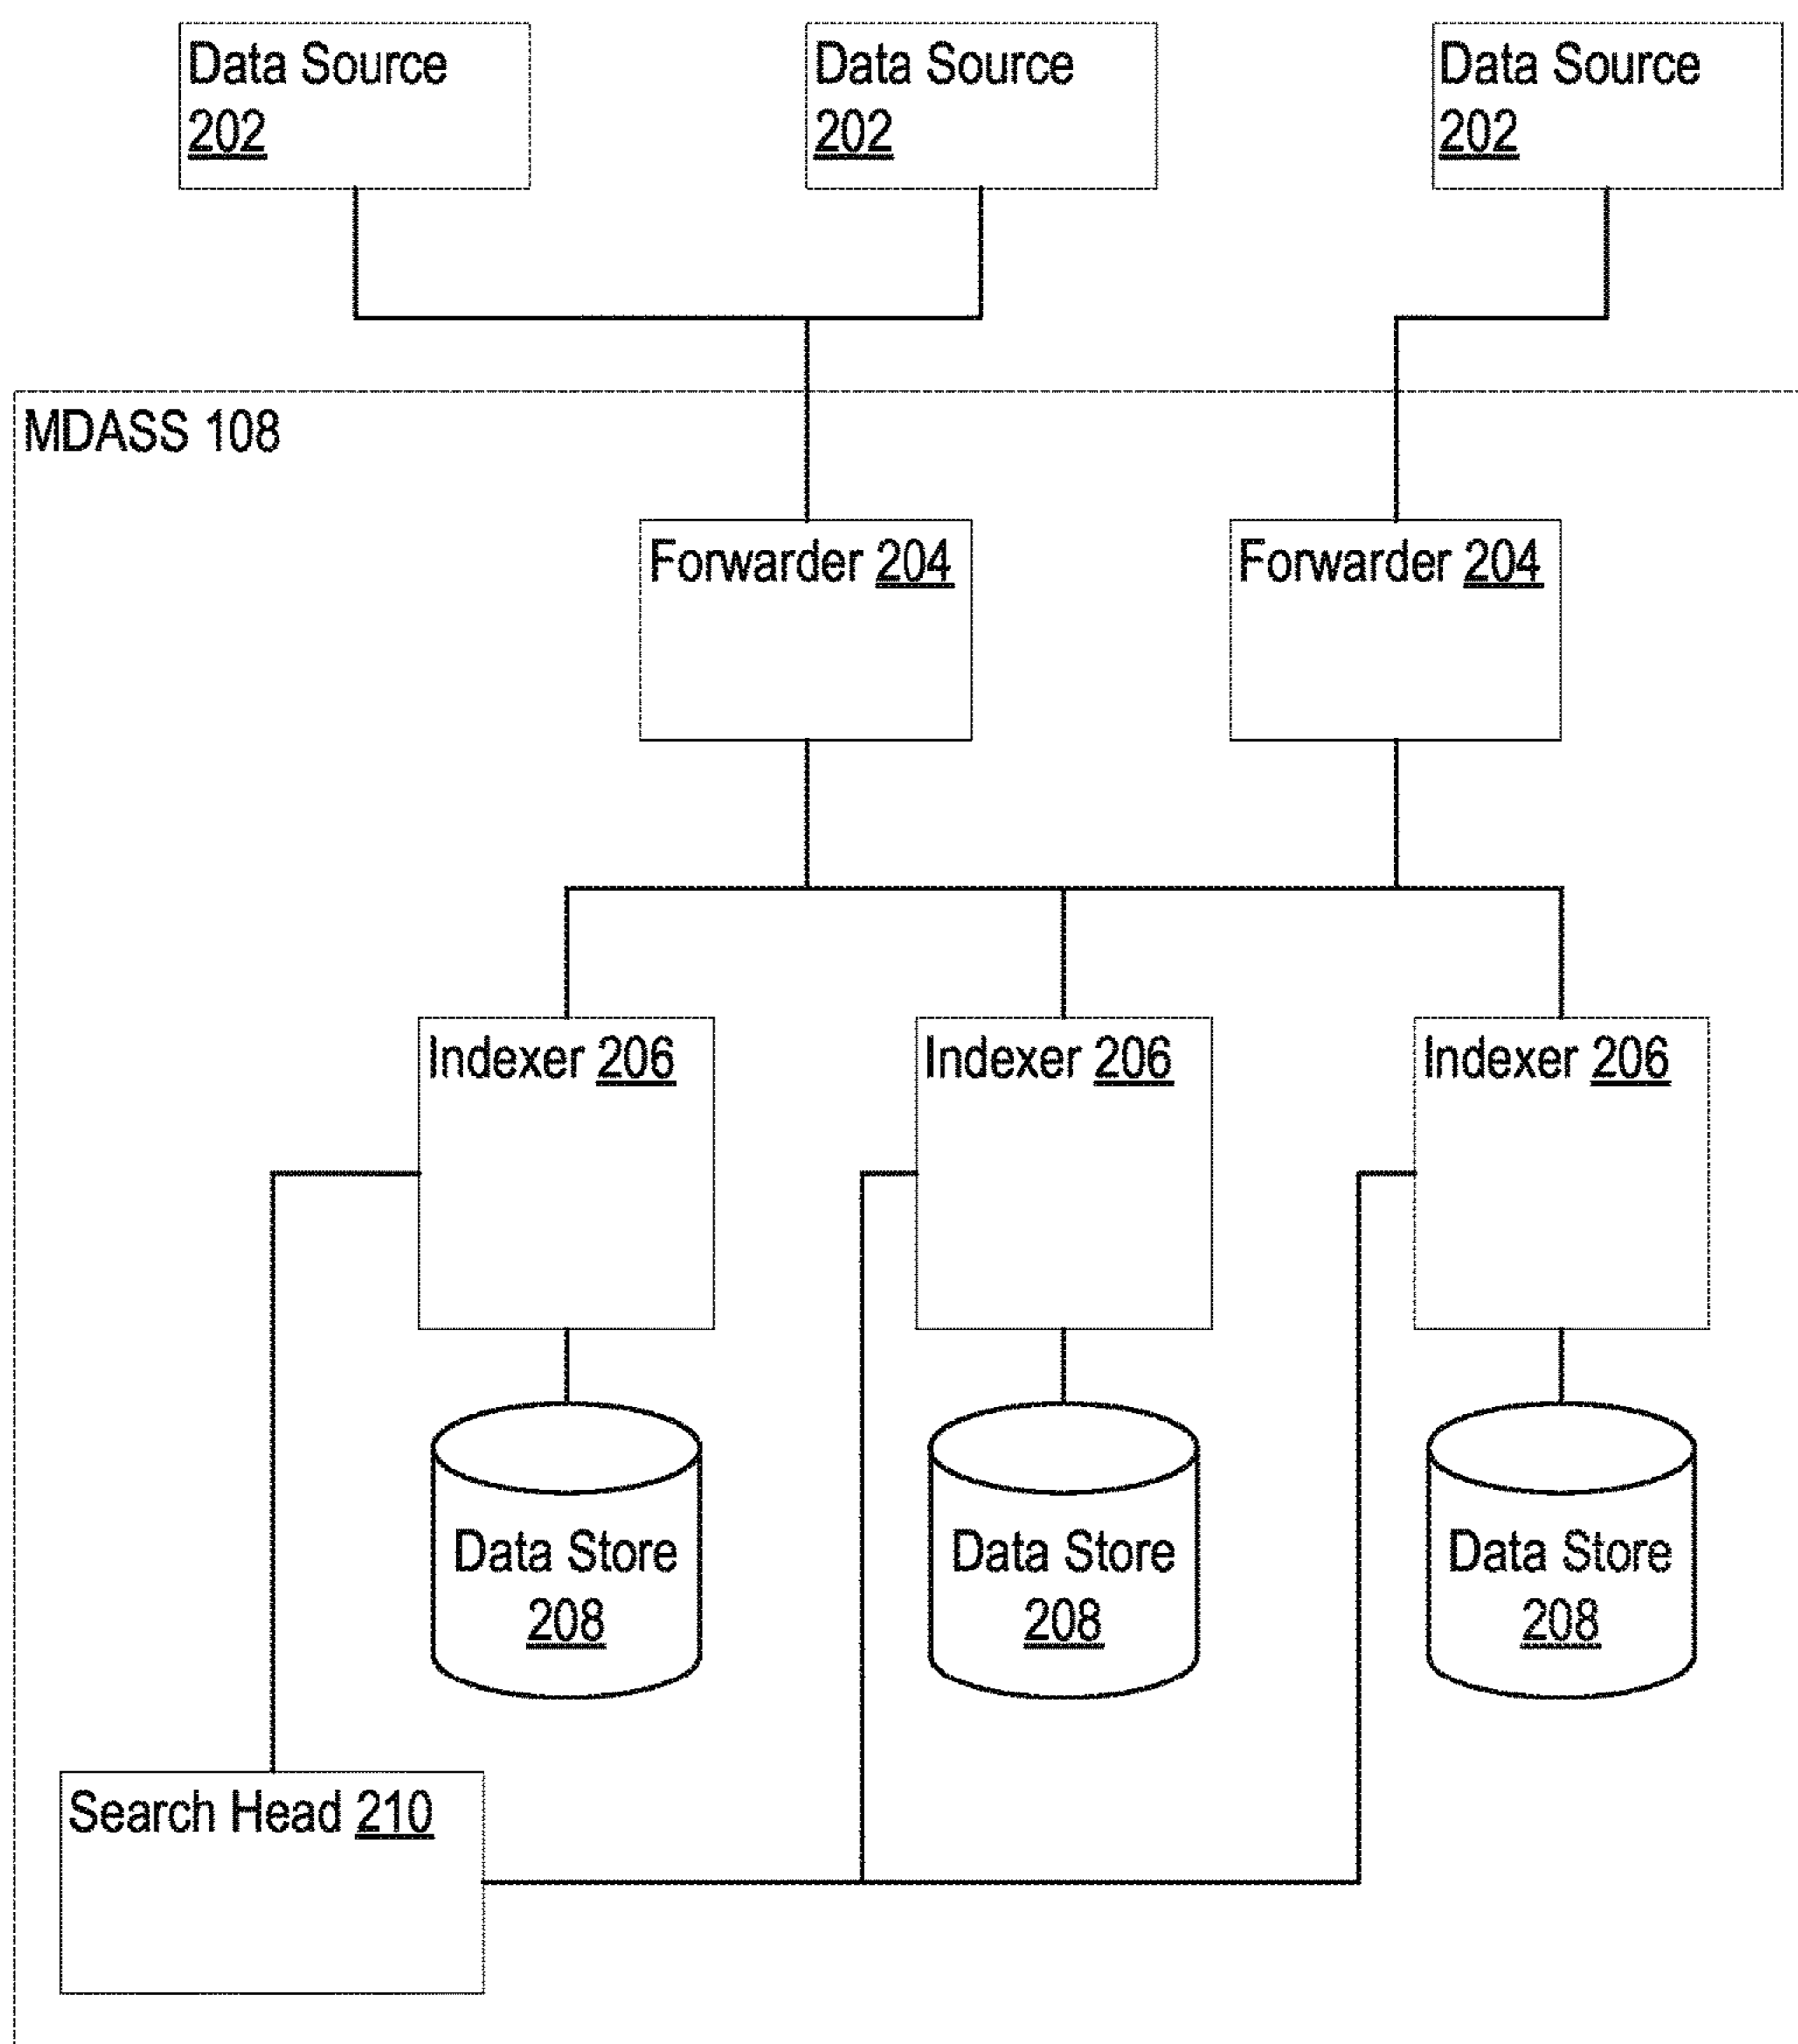 Data Source
202
Data Source
202
Data Source
202
MDASS 108
Forwarder 204
Forwarder 204
Indexer 206
Indexer 206
Indexer 206
Data Store
208
Data Store
208
Data Store
208
Search Head 210